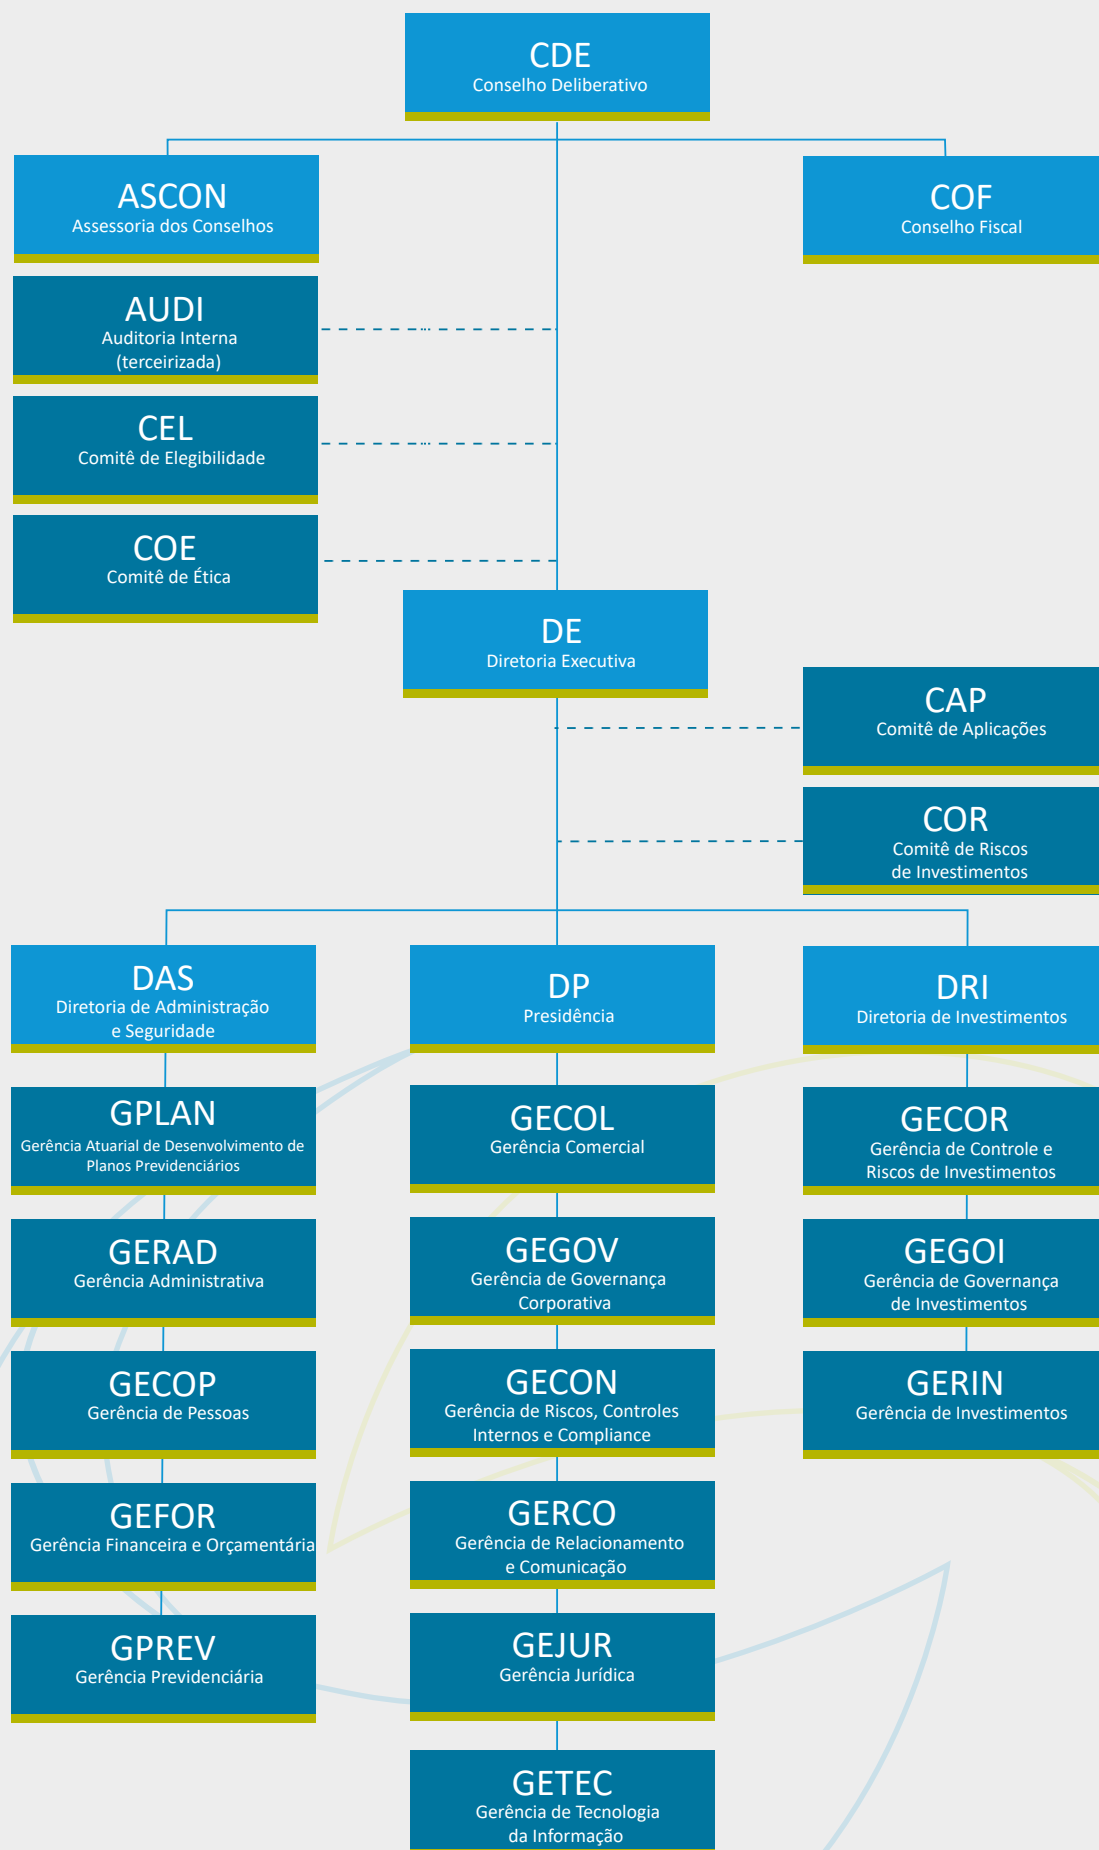 CDE
Conselho Deliberativo
ASCON
Assessoria dos Conselhos
COF
Conselho Fiscal
AUDI
Auditoria Interna
(terceirizada)
CEL
Comitê de Elegibilidade
COE
Comitê de Ética
DE
Diretoria Executiva
CAP
Comitê de Aplicações
COR
Comitê de Riscos
de Investimentos
DAS
Diretoria de Administração
e Seguridade
GPLAN
Gerência Atuarial de Desenvolvimento de
Planos Previdenciários
GERAD
Gerência Administrativa
GECOP
Gerência de Pessoas
GEFOR
Gerência Financeira e Orçamentária
GPREV
Gerência Previdenciária
DP
Presidência
GECOL
Gerência Comercial
GEGOV
Gerência de Governança
Corporativa
GECON
Gerência de Riscos, Controles
Internos e Compliance
GERCO
Gerência de Relacionamento
e Comunicação
GEJUR
Gerência Jurídica
GETEC
Gerência de Tecnologia
da Informação
DRI
Diretoria de Investimentos
GECOR
Gerência de Controle e
Riscos de Investimentos
GEGOI
Gerência de Governança
de Investimentos
GERIN
Gerência de Investimentos